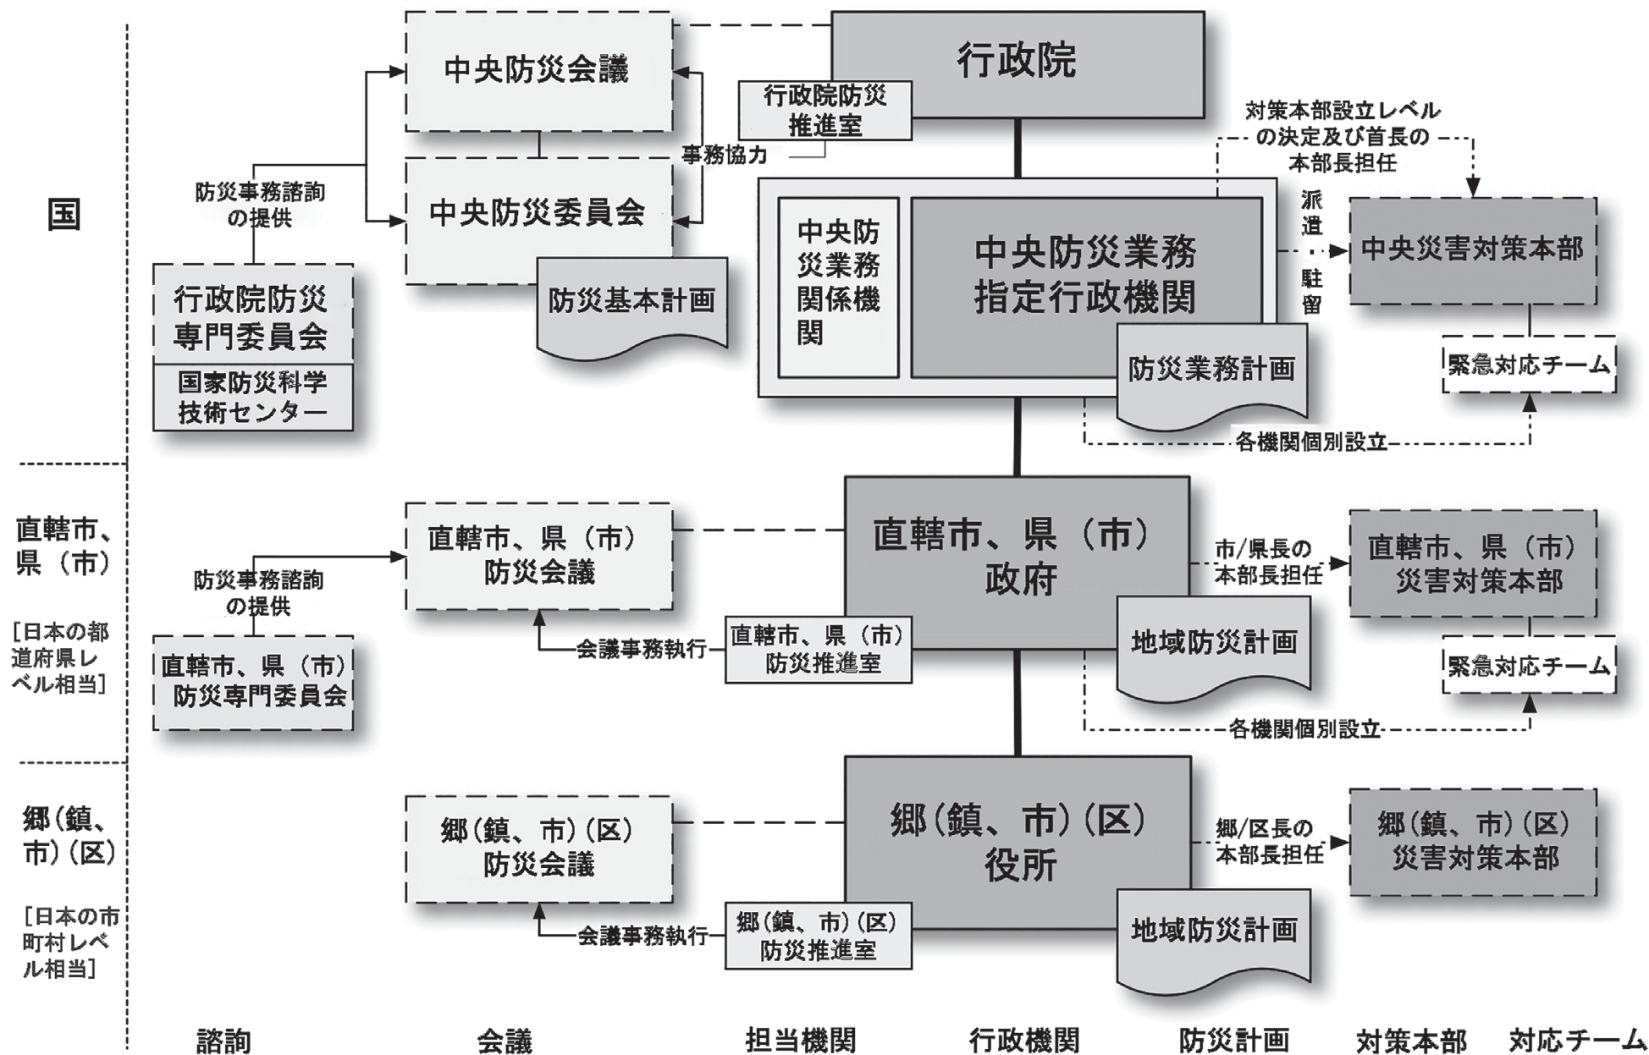 国
中央防災会議
行政院
行政院防災
推進室
事務協力
中央防災委員会
防災基本計画
防災事務諮詢
の提供
行政院防災
専門委員会
国家防災科学
技術センター
中央防
災業務
関係機
関
中央防災業務
指定行政機関
防災業務計画
対策本部設立レベル
の決定及び首長の
本部長担任
派
遣
・
駐
留
中央災害対策本部
緊急対応チーム
各機関個別設立
直轄市、
県（市）
[日本の都
道府県レ
ベル相当]
防災事務諮詢
の提供
直轄市、県（市）
防災専門委員会
直轄市、県（市）
防災会議
会議事務執行
直轄市、県（市）
防災推進室
直轄市、県（市）
政府
地域防災計画
市/県長の
本部長担任
直轄市、県（市）
災害対策本部
緊急対応チーム
各機関個別設立
郷(鎮、
市)(区)
[日本の市
町村レベ
ル相当]
郷(鎮、市)(区)
防災会議
会議事務執行
郷(鎮、市)(区)
防災推進室
郷(鎮、市)(区)
役所
地域防災計画
郷/区長の
本部長担任
郷(鎮、市)(区)
災害対策本部
諮詢
会議
担当機関
行政機関
防災計画
対策本部
対応チーム